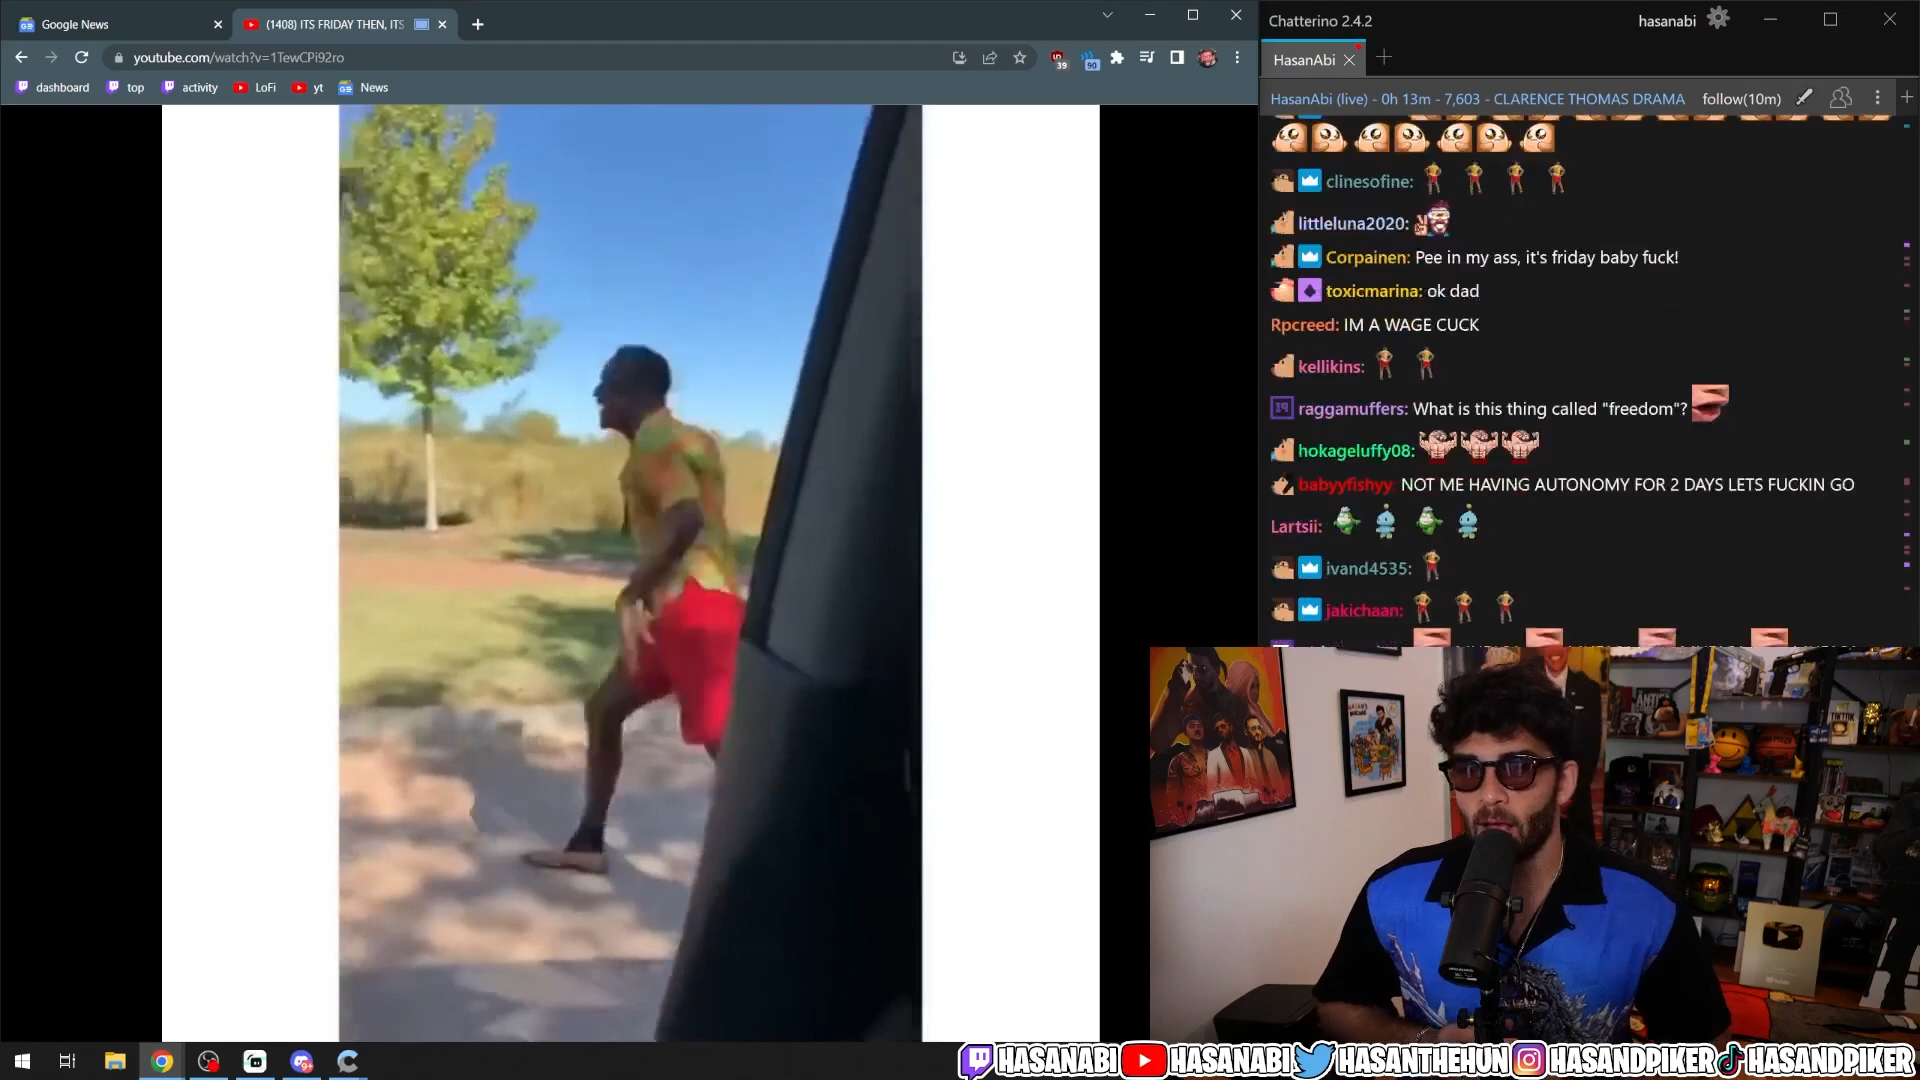 Google News
(1408) ITS FRIDAY THEN, ITS
youtube.com/watch?v=1TewCPi92ro
39
90
dashboard
top
activity
LoFi
yt
News
Chatterino 2.4.2
hasanabi
HasanAbi
HasanAbi (live) - 0h 13m - 7,603 - CLARENCE THOMAS DRAMA
follow(10m)
clinesofine:
littleluna2020:
Corpainen: Pee in my ass, it's friday baby fuck!
toxicmarina: ok dad
Rpcreed: IM A WAGE CUCK
kellikins:
raggamuffers: What is this thing called "freedom"?
hokageluffy08:
babyyfishyy: NOT ME HAVING AUTONOMY FOR 2 DAYS LETS FUCKIN GO
Lartsii:
ivand4535:
jakichaan:
HASANABI
HASANABI
HASANTHEHUN
HASANDPIKER
HASANDPIKER